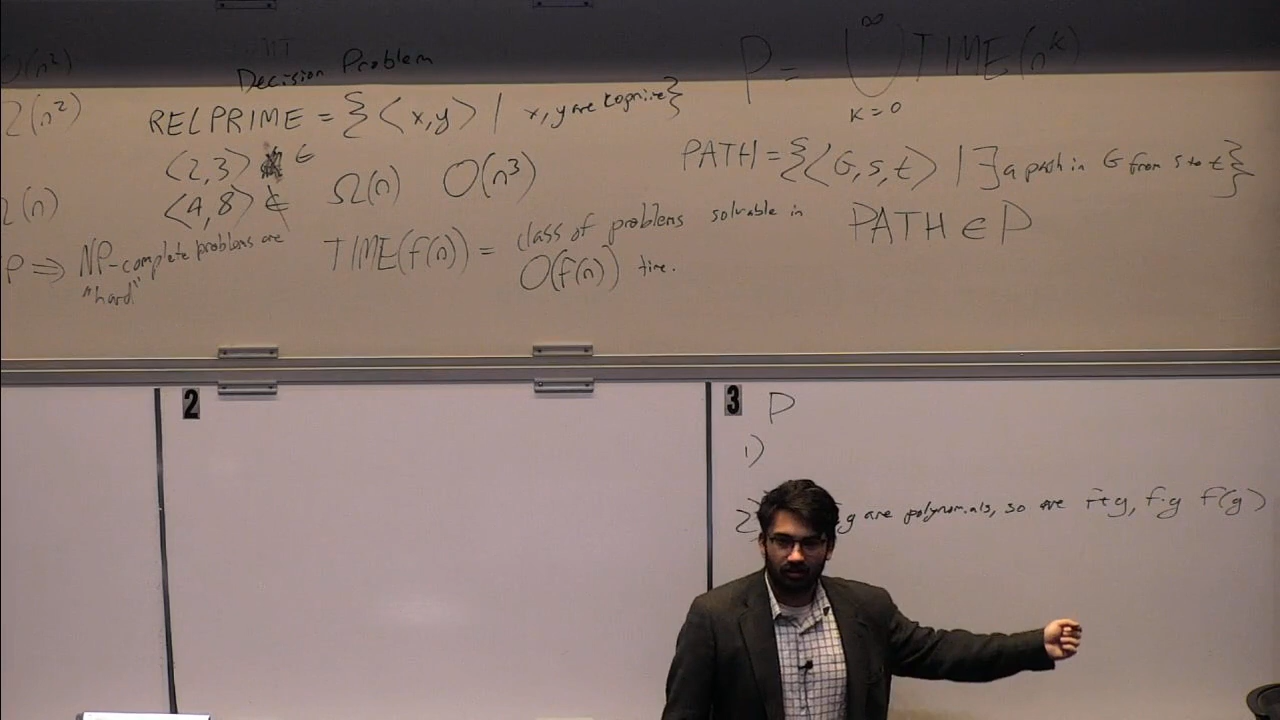 O(n²)
Ω(n²)
Ω(n)
P ⟹ NP-complete problems are
"hard"
Decision Problem
RELPRIME = {⟨x,y⟩ | x, y are coprime}
⟨2,3⟩ ∈
⟨4,8⟩ ∉
Ω(n) O(n³)
TIME(f(n)) = class of problems solvable in
O(f(n)) time.
P = ⋃ TIME(n^k)
∞
k=0
PATH = {⟨G,s,t⟩ | ∃ a path in G from s to t}
PATH ∈ P
2
3 P
1)
2) g are polynomials, so are f+g, f·g f(g)